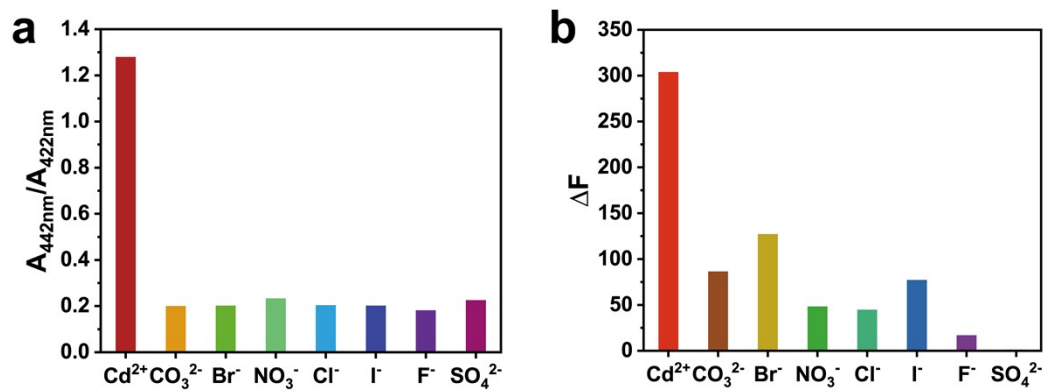 a
A₄₄₂ₙₘ/A₄₂₂ₙₘ
1.4
1.2
1.0
0.8
0.6
0.4
0.2
0.0
Cd²⁺ CO₃²⁻ Br⁻ NO₃⁻ Cl⁻ I⁻ F⁻ SO₄²⁻
b
ΔF
350
300
250
200
150
100
50
0
Cd²⁺ CO₃²⁻ Br⁻ NO₃⁻ Cl⁻ I⁻ F⁻ SO₄²⁻